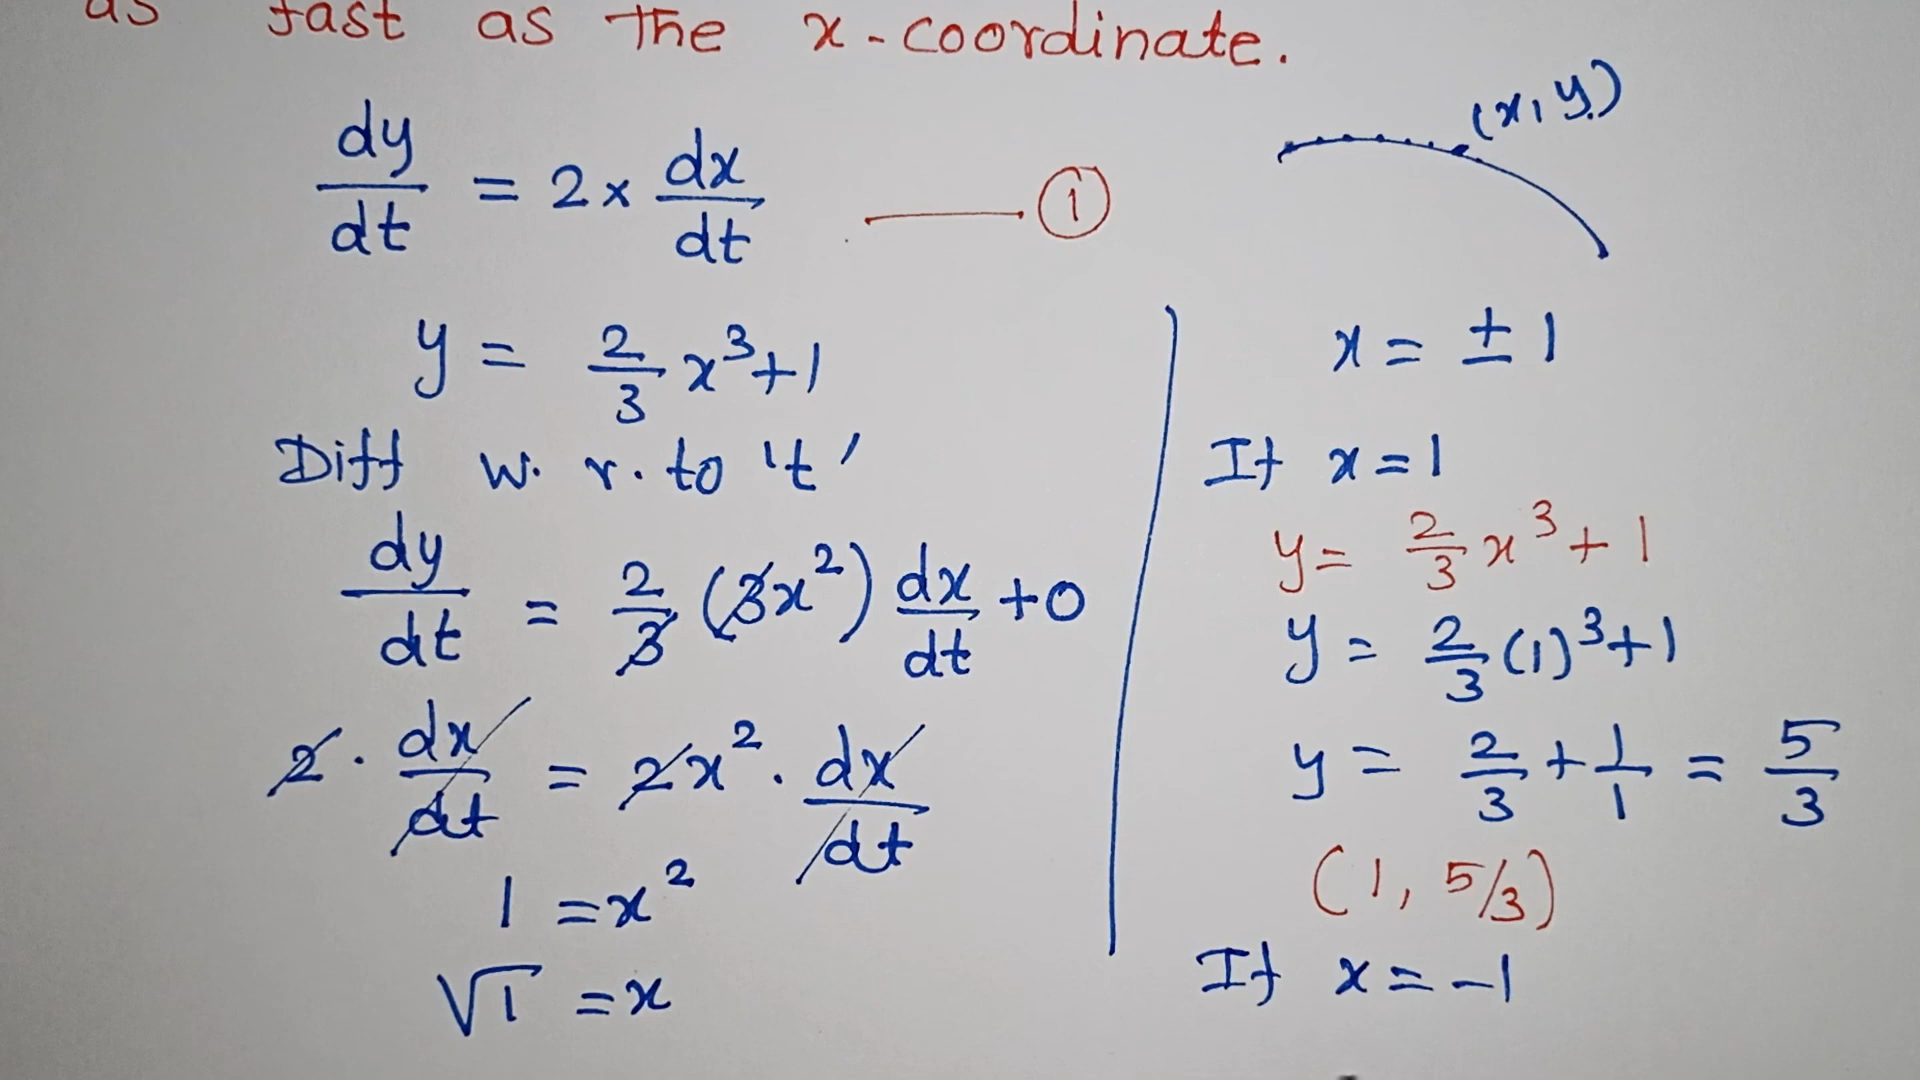 as fast as the x-coordinate.
(x, y)
dy/dt = 2 × dx/dt —— ①
y = 2/3 x³ + 1
Diff w. r. to 't'
dy/dt = 2/3 (3x²) dx/dt + 0
2 · dx/dt = 2x² · dx/dt
1 = x²
√1 = x
x = ± 1
If x = 1
y = 2/3 x³ + 1
y = 2/3 (1)³ + 1
y = 2/3 + 1/1 = 5/3
(1, 5/3)
If x = -1